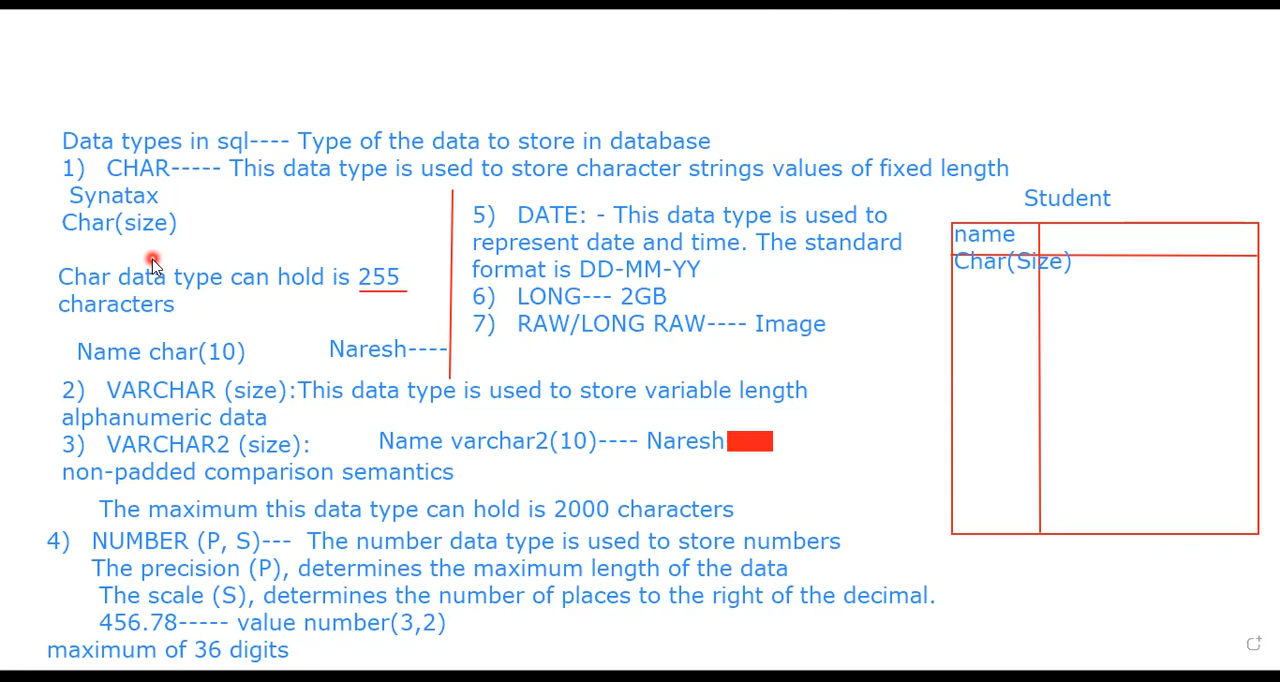 Data types in sql---- Type of the data to store in database
1) CHAR----- This data type is used to store character strings values of fixed length
Synatax
Char(size)
Char data type can hold is 255
characters
Name char(10) Naresh----
5) DATE: - This data type is used to
represent date and time. The standard
format is DD-MM-YY
6) LONG--- 2GB
7) RAW/LONG RAW---- Image
2) VARCHAR (size):This data type is used to store variable length
alphanumeric data
3) VARCHAR2 (size): Name varchar2(10)---- Naresh
non-padded comparison semantics
The maximum this data type can hold is 2000 characters
4) NUMBER (P, S)--- The number data type is used to store numbers
The precision (P), determines the maximum length of the data
The scale (S), determines the number of places to the right of the decimal.
456.78----- value number(3,2)
maximum of 36 digits
Student
name
Char(Size)